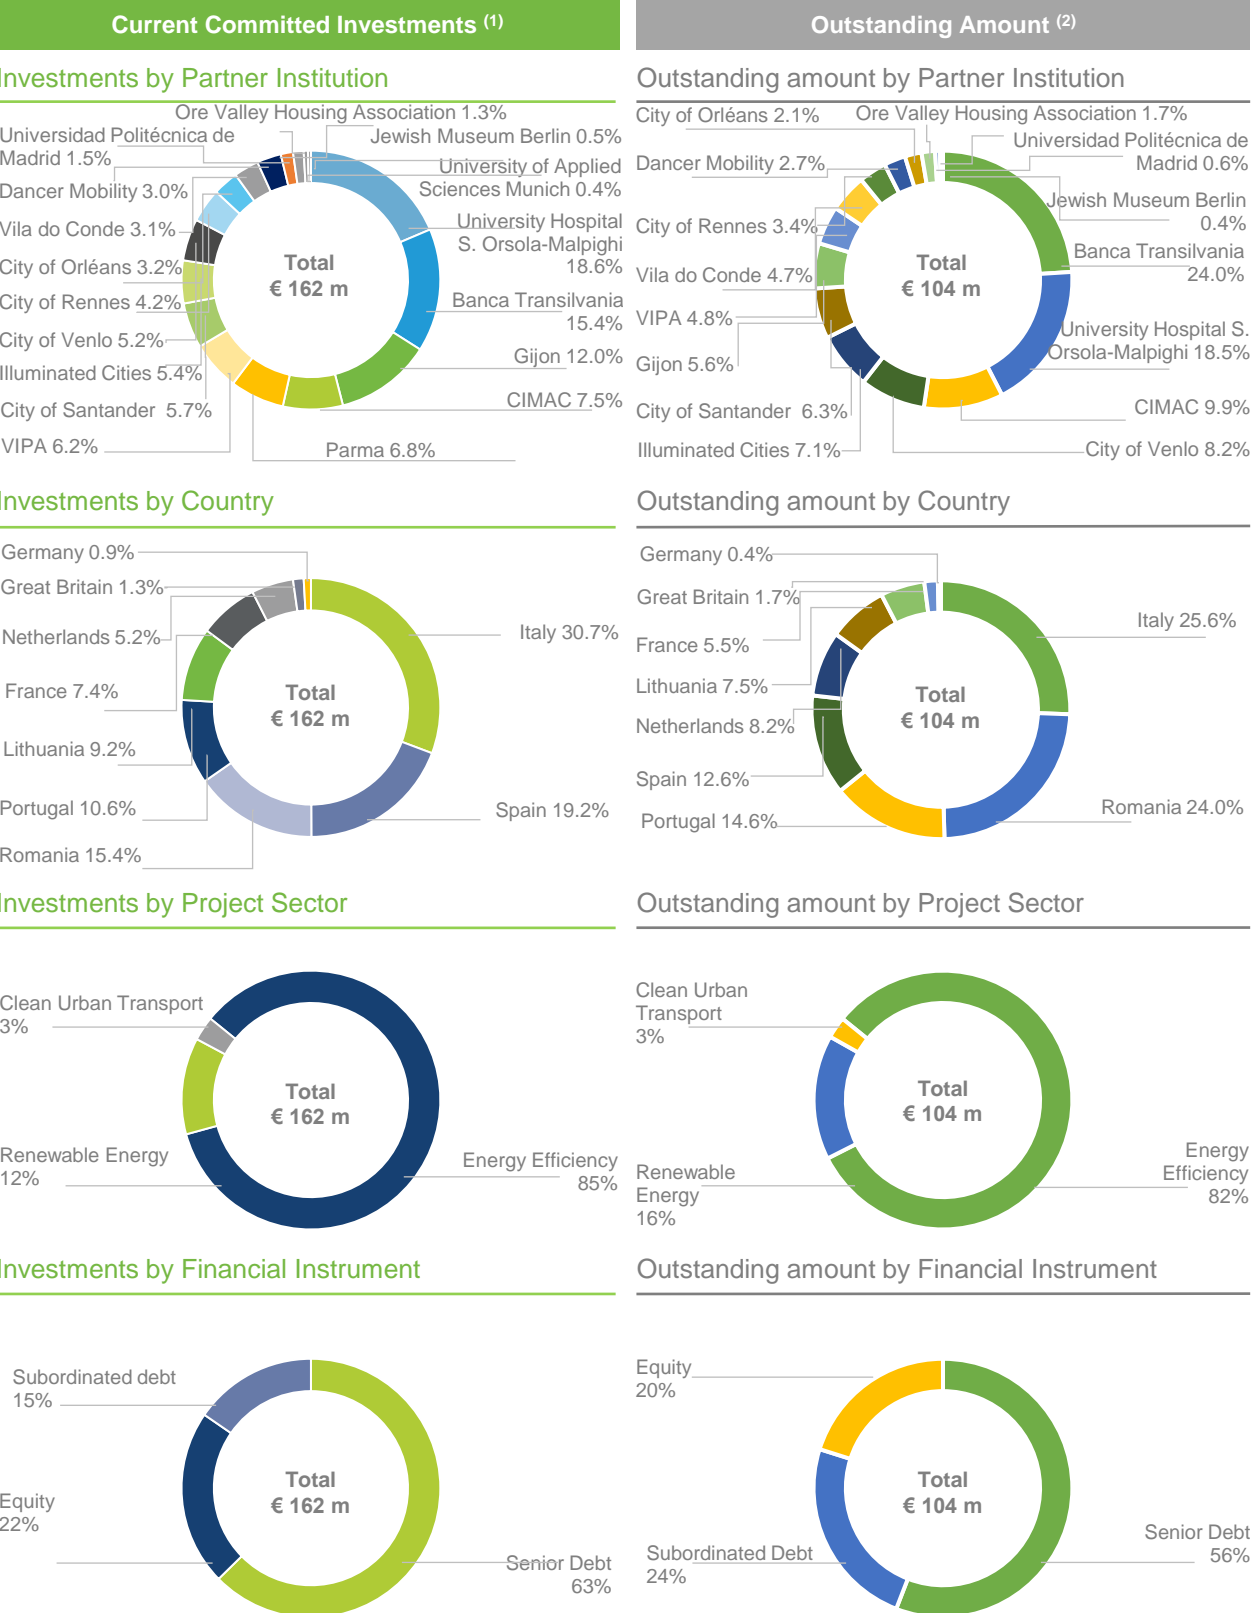 Current Committed Investments (1)
Investments by Partner Institution
Ore Valley Housing Association 1.3%
Universidad Politécnica de
Madrid 1.5%
Jewish Museum Berlin 0.5%
University of Applied
Sciences Munich 0.4%
Dancer Mobility 3.0%
University Hospital
S. Orsola-Malpighi
18.6%
Vila do Conde 3.1%
City of Orléans 3.2%
Total
€ 162 m
City of Rennes 4.2%
Banca Transilvania
15.4%
City of Venlo 5.2%
Gijon 12.0%
Illuminated Cities 5.4%
CIMAC 7.5%
City of Santander 5.7%
VIPA 6.2%
Parma 6.8%
Investments by Country
Germany 0.9%
Great Britain 1.3%
Netherlands 5.2%
Italy 30.7%
France 7.4%
Total
€ 162 m
Lithuania 9.2%
Portugal 10.6%
Spain 19.2%
Romania 15.4%
Investments by Project Sector
Clean Urban Transport
3%
Total
€ 162 m
Renewable Energy
12%
Energy Efficiency
85%
Investments by Financial Instrument
Subordinated debt
15%
Total
€ 162 m
Equity
22%
Senior Debt
63%
Outstanding Amount (2)
Outstanding amount by Partner Institution
City of Orléans 2.1%
Ore Valley Housing Association 1.7%
Universidad Politécnica de
Madrid 0.6%
Dancer Mobility 2.7%
Jewish Museum Berlin
0.4%
City of Rennes 3.4%
Banca Transilvania
24.0%
Total
€ 104 m
Vila do Conde 4.7%
VIPA 4.8%
University Hospital S.
Orsola-Malpighi 18.5%
Gijon 5.6%
City of Santander 6.3%
CIMAC 9.9%
Illuminated Cities 7.1%
City of Venlo 8.2%
Outstanding amount by Country
Germany 0.4%
Great Britain 1.7%
Italy 25.6%
France 5.5%
Lithuania 7.5%
Total
€ 104 m
Netherlands 8.2%
Spain 12.6%
Romania 24.0%
Portugal 14.6%
Outstanding amount by Project Sector
Clean Urban
Transport
3%
Total
€ 104 m
Renewable
Energy
16%
Energy
Efficiency
82%
Outstanding amount by Financial Instrument
Equity
20%
Total
€ 104 m
Subordinated Debt
24%
Senior Debt
56%